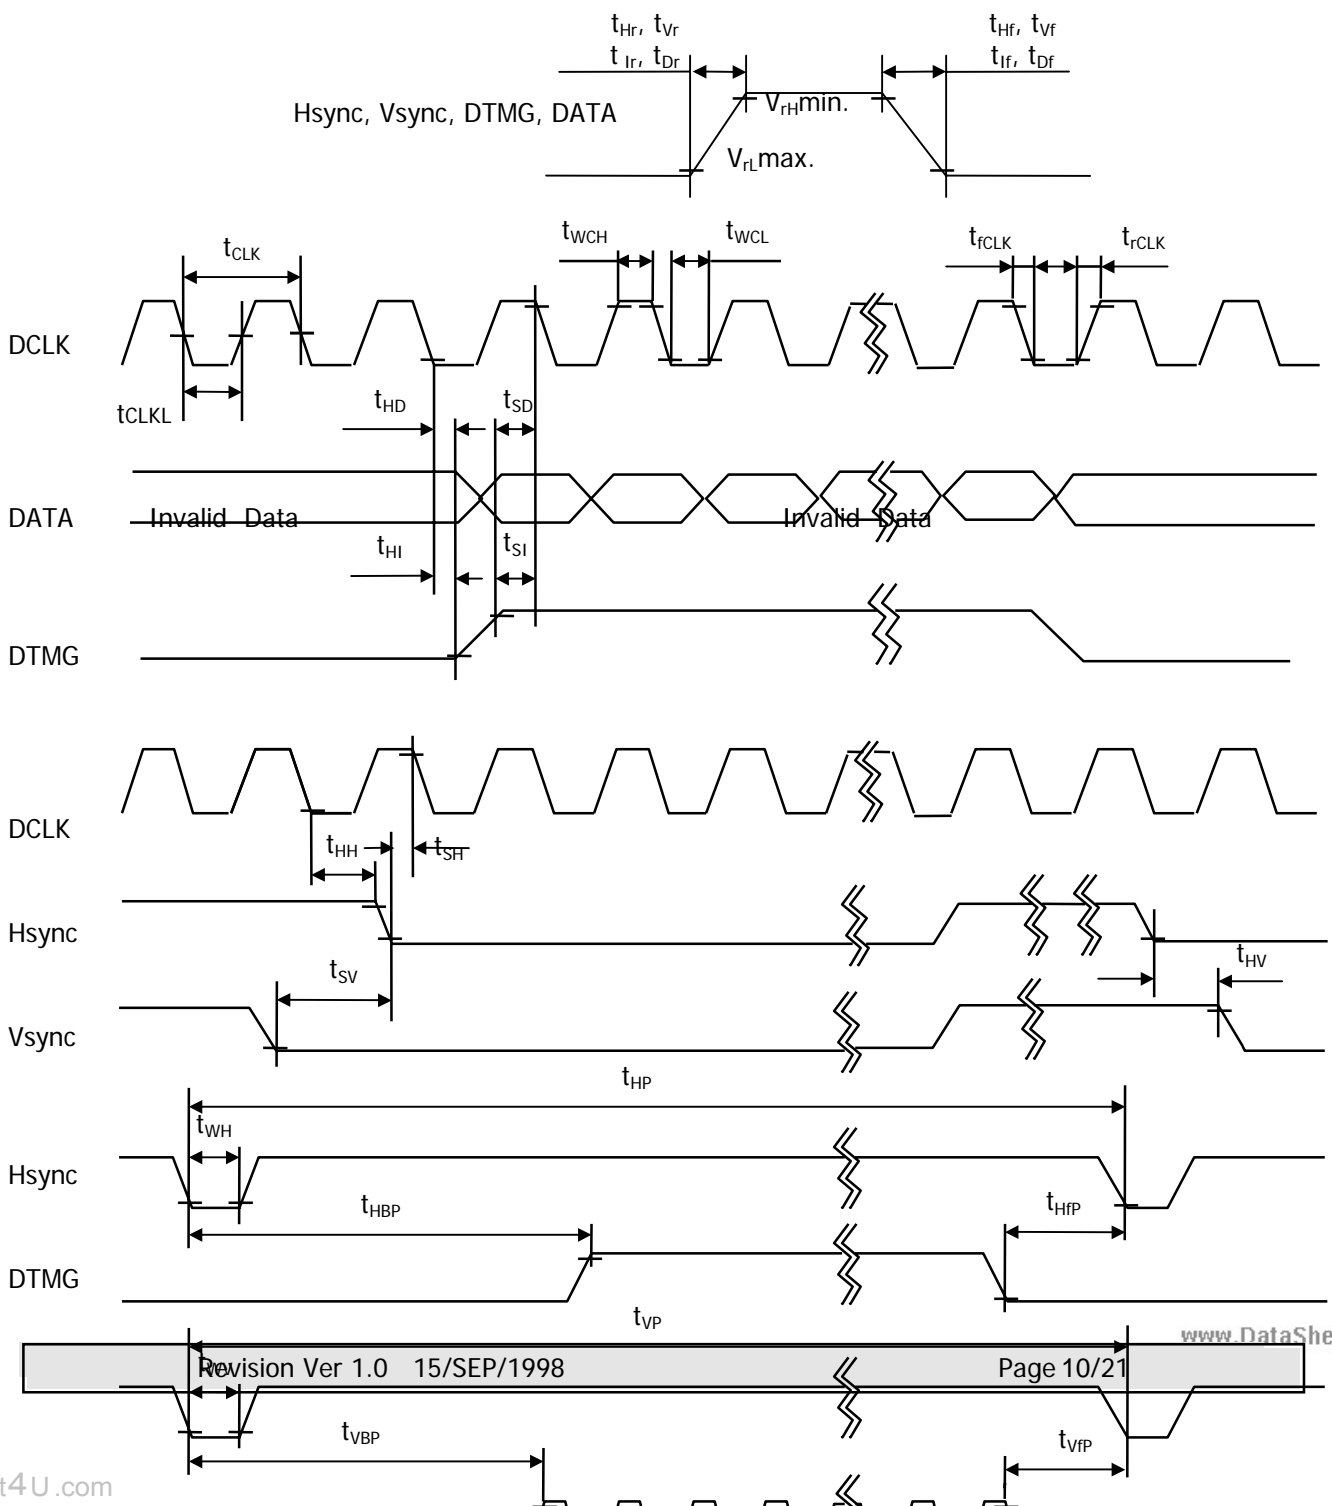 tHr, tVr
tHf, tVf
tIr, tDr
tIf, tDf
Hsync, Vsync, DTMG, DATA
VrHmin.
VrLmax.
tCLK
tWCH
tWCL
tfCLK
trCLK
DCLK
tCLKL
tHD
tSD
DATA
Invalid Data
Invalid Data
tHI
tSI
DTMG
DCLK
tHH
tSH
Hsync
tSV
tHV
Vsync
tHP
tWH
Hsync
tHBP
tHfP
DTMG
tVP
www.DataShe
Revision Ver 1.0 15/SEP/1998 Page 10/21
tVBP
tVfP
t4U.com